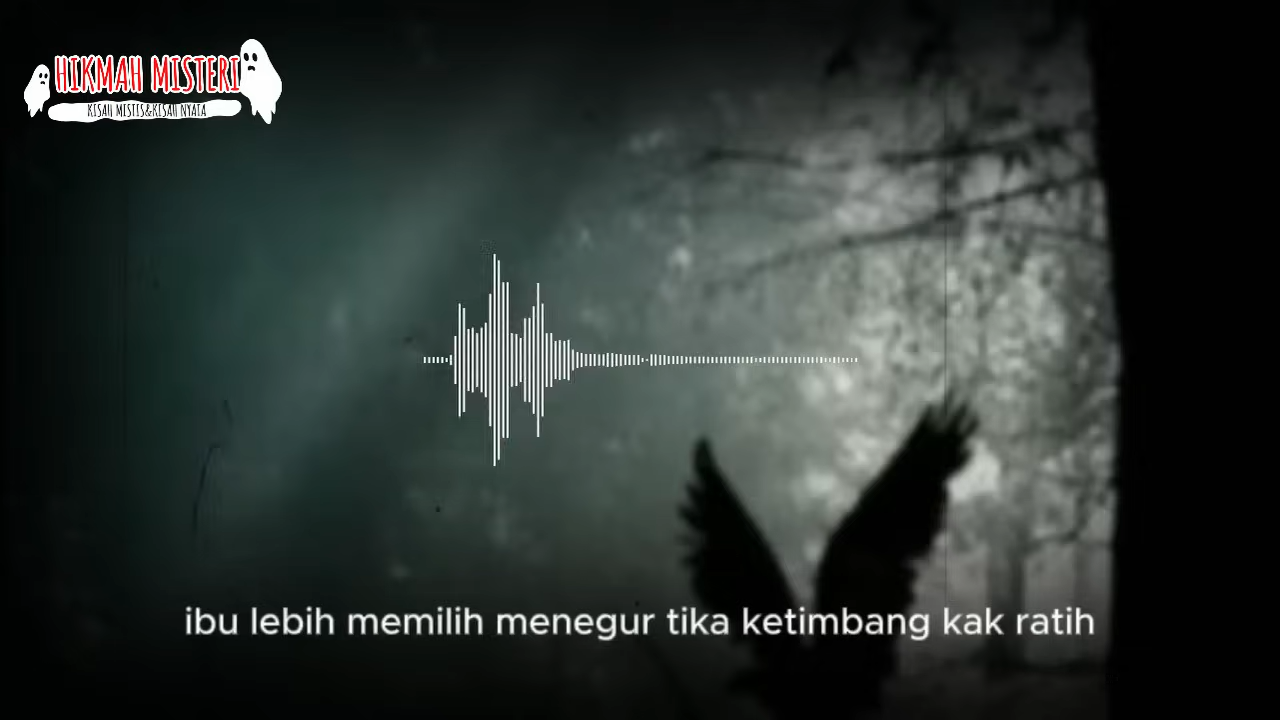 HIKMAH MISTERI
KISAH MISTIS&KISAH NYATA
ibu lebih memilih menegur tika ketimbang kak ratih